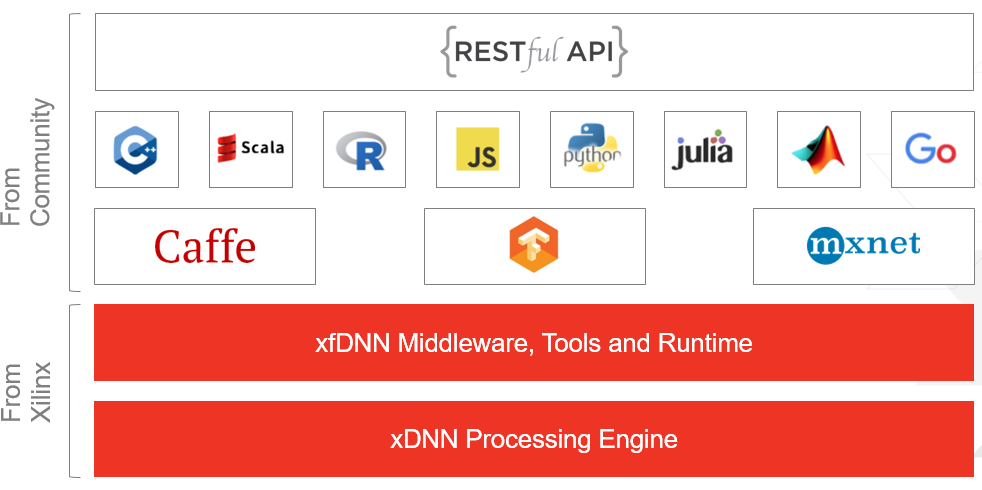 {RESTful API}
C++
Scala
R
JS
python
julia
Go
Caffe
mxnet
From
Community
xfDNN Middleware, Tools and Runtime
xDNN Processing Engine
From
Xilinx